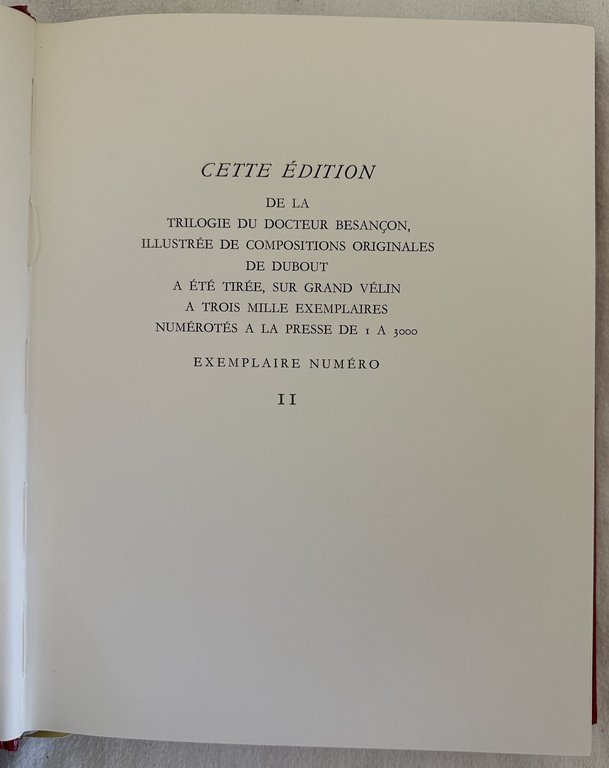 CETTE ÉDITION
DE LA
TRILOGIE DU DOCTEUR BESANÇON,
ILLUSTRÉE DE COMPOSITIONS ORIGINALES
DE DUBOUT
A ÉTÉ TIRÉE, SUR GRAND VÉLIN
A TROIS MILLE EXEMPLAIRES
NUMÉROTÉS A LA PRESSE DE 1 A 3000
EXEMPLAIRE NUMÉRO
11